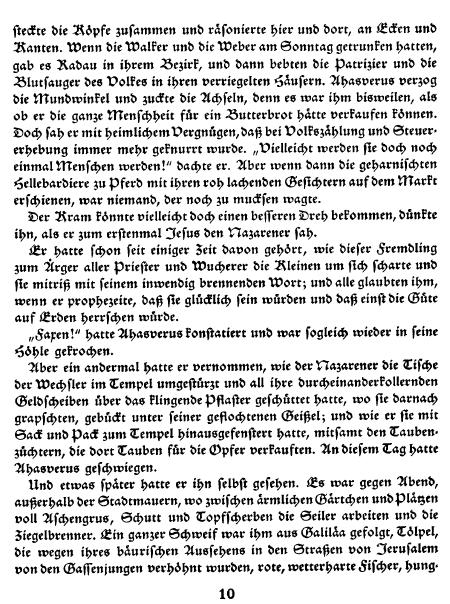 steckte die Köpfe zusammen und räsonierte hier und dort, an Ecken und
Kanten. Wenn die Walker und die Weber am Sonntag getrunken hatten,
gab es Radau in ihrem Bezirk, und dann bebten die Patrizier und die
Blutsauger des Volkes in ihren verriegelten Häusern. Ahasverus verzog
die Mundwinkel und zuckte die Achseln, denn es war ihm bisweilen, als
ob er die ganze Menschheit für ein Butterbrot hätte verkaufen können.
Doch sah er mit heimlichem Vergnügen, daß bei Volkszählung und Steuer-
erhebung immer mehr geknurrt wurde. „Vielleicht werden sie doch noch
einmal Menschen werden!“ dachte er. Aber wenn dann die geharnischten
Hellebardiere zu Pferd mit ihren roh lachenden Gesichtern auf dem Markt
erschienen, war niemand, der noch zu mucksen wagte.
Der Kram könnte vielleicht doch einen besseren Dreh bekommen, dünkte
ihn, als er zum erstenmal Jesus den Nazarener sah.
Er hatte schon seit einiger Zeit davon gehört, wie dieser Fremdling
zum Ärger aller Priester und Wucherer die Kleinen um sich scharte und
sie mitriß mit seinem inwendig brennenden Wort; und alle glaubten ihm,
wenn er prophezeite, daß sie glücklich sein würden und daß einst die Güte
auf Erden herrschen würde.
„Faxen!“ hatte Ahasverus konstatiert und war sogleich wieder in seine
Höhle gekrochen.
Aber ein andermal hatte er vernommen, wie der Nazarener die Tische
der Wechsler im Tempel umgestürzt und all ihre durcheinanderkollernden
Geldscheiben über das klingende Pflaster geschüttet hatte, wo sie darnach
grapschten, gebückt unter seiner geflochtenen Geißel; und wie er sie mit
Sack und Pack zum Tempel hinausgefenstert hatte, mitsamt den Tauben-
züchtern, die dort Tauben für die Opfer verkauften. An diesem Tag hatte
Ahasverus geschwiegen.
Und etwas später hatte er ihn selbst gesehen. Es war gegen Abend,
außerhalb der Stadtmauern, wo zwischen ärmlichen Gärtchen und Plätzen
voll Aschengrus, Schutt und Topfscherben die Seiler arbeiten und die
Ziegelbrenner. Ein ganzer Schweif war ihm aus Galiläa gefolgt, Tölpel,
die wegen ihres bäurischen Aussehens in den Straßen von Jerusalem
von den Gassenjungen verhöhnt wurden, rote, wetterharte Fischer, hung-
10